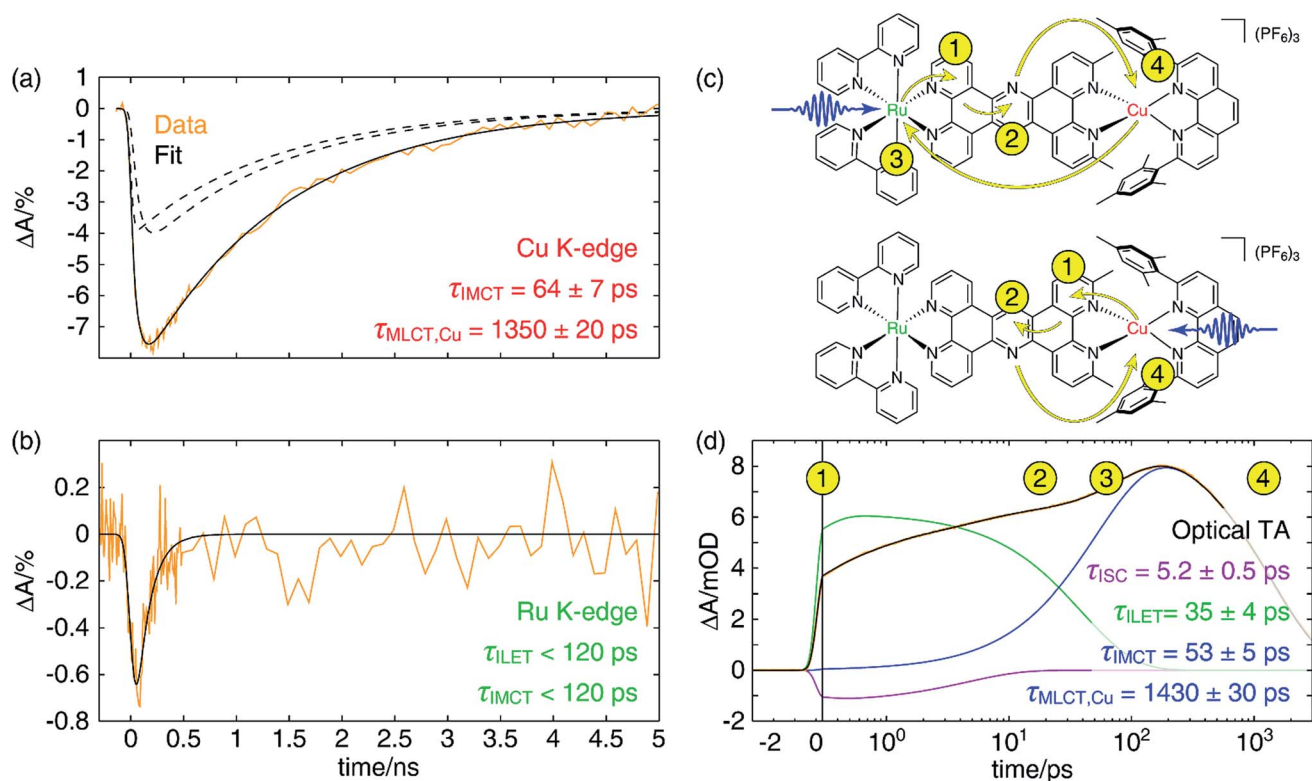 (a)
0
-1
-2
-3
-4
-5
-6
-7
ΔA/%
Data
Fit
Cu K-edge
τIMCT = 64 ± 7 ps
τMLCT,Cu = 1350 ± 20 ps
(b)
0.2
0
-0.2
-0.4
-0.6
-0.8
ΔA/%
Ru K-edge
τILET < 120 ps
τIMCT < 120 ps
0 0.5 1 1.5 2 2.5 3 3.5 4 4.5 5
time/ns
(c)
(PF6)3
1
4
N N N N N N N N N N
Ru
Cu
2
3
(PF6)3
1
2
N N N N N N N N N N
Ru
Cu
4
(d)
8
6
4
2
0
-2
ΔA/mOD
1 2 3 4
Optical TA
τISC = 5.2 ± 0.5 ps
τILET= 35 ± 4 ps
τIMCT = 53 ± 5 ps
τMLCT,Cu = 1430 ± 30 ps
-2 0 10^0 10^1 10^2 10^3
time/ps